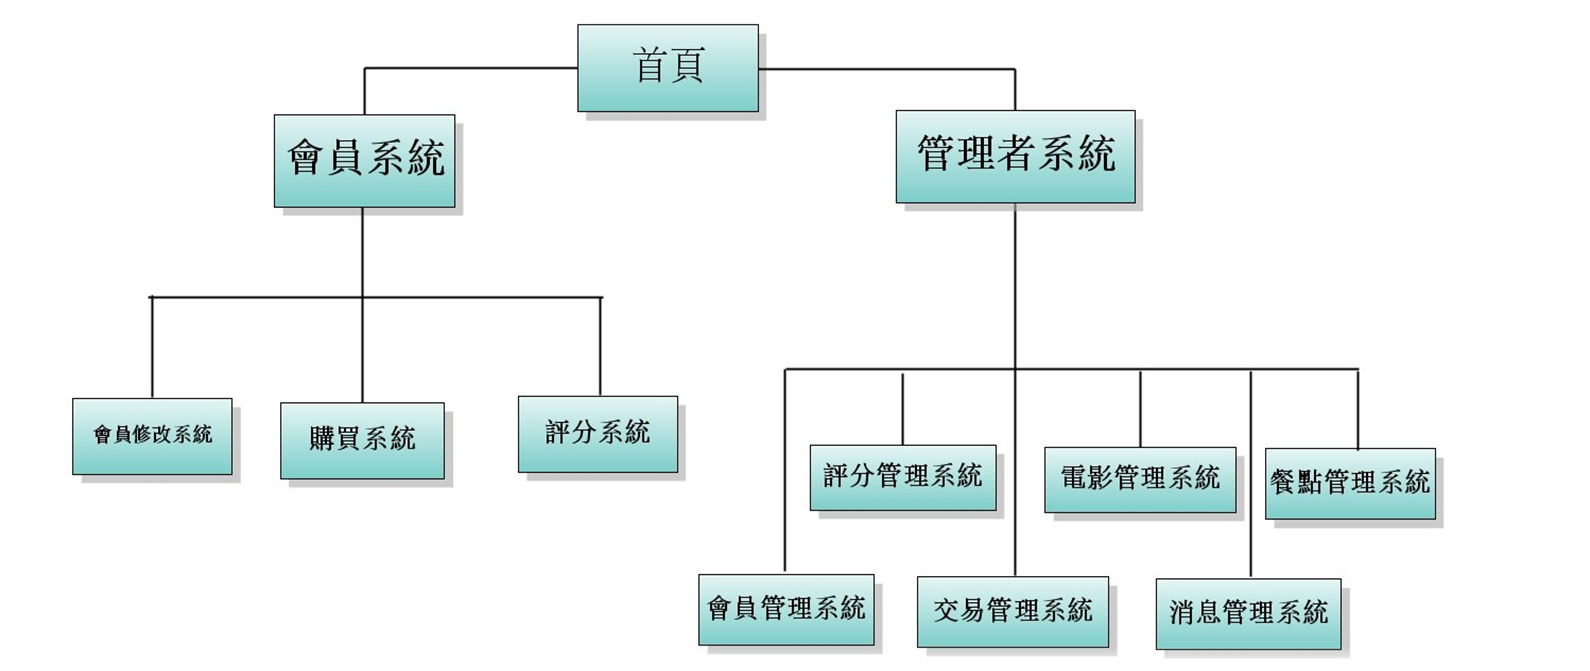 首頁
會員系統
管理者系統
會員修改系統
購買系統
評分系統
評分管理系統
電影管理系統
餐點管理系統
會員管理系統
交易管理系統
消息管理系統